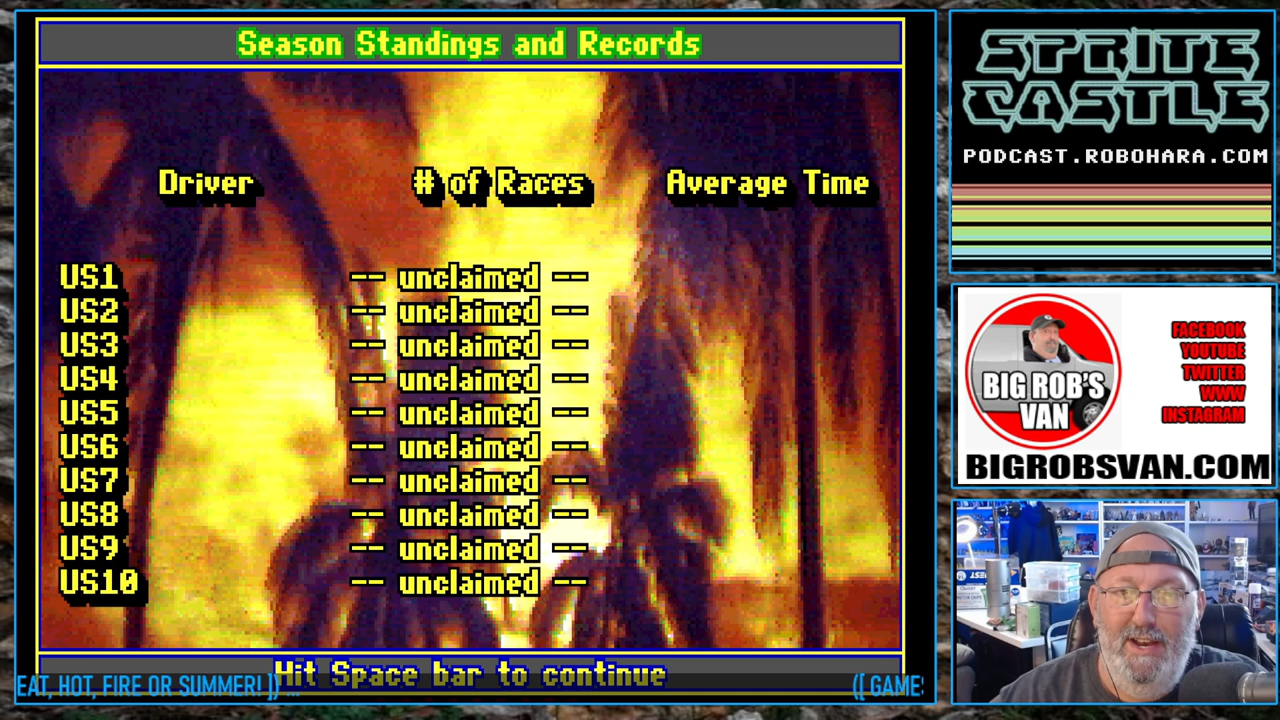 Season Standings and Records
Driver # of Races Average Time
US1 -- unclaimed --
US2 -- unclaimed --
US3 -- unclaimed --
US4 -- unclaimed --
US5 -- unclaimed --
US6 -- unclaimed --
US7 -- unclaimed --
US8 -- unclaimed --
US9 -- unclaimed --
US10 -- unclaimed --
Hit Space bar to continue
EAT, HOT, FIRE OR SUMMER! ]) ... ([ GAME
SPRITE
CASTLE
PODCAST.ROBOHARA.COM
BIG ROB'S
VAN
FACEBOOK
YOUTUBE
TWITTER
WWW
INSTAGRAM
BIGROBSVAN.COM